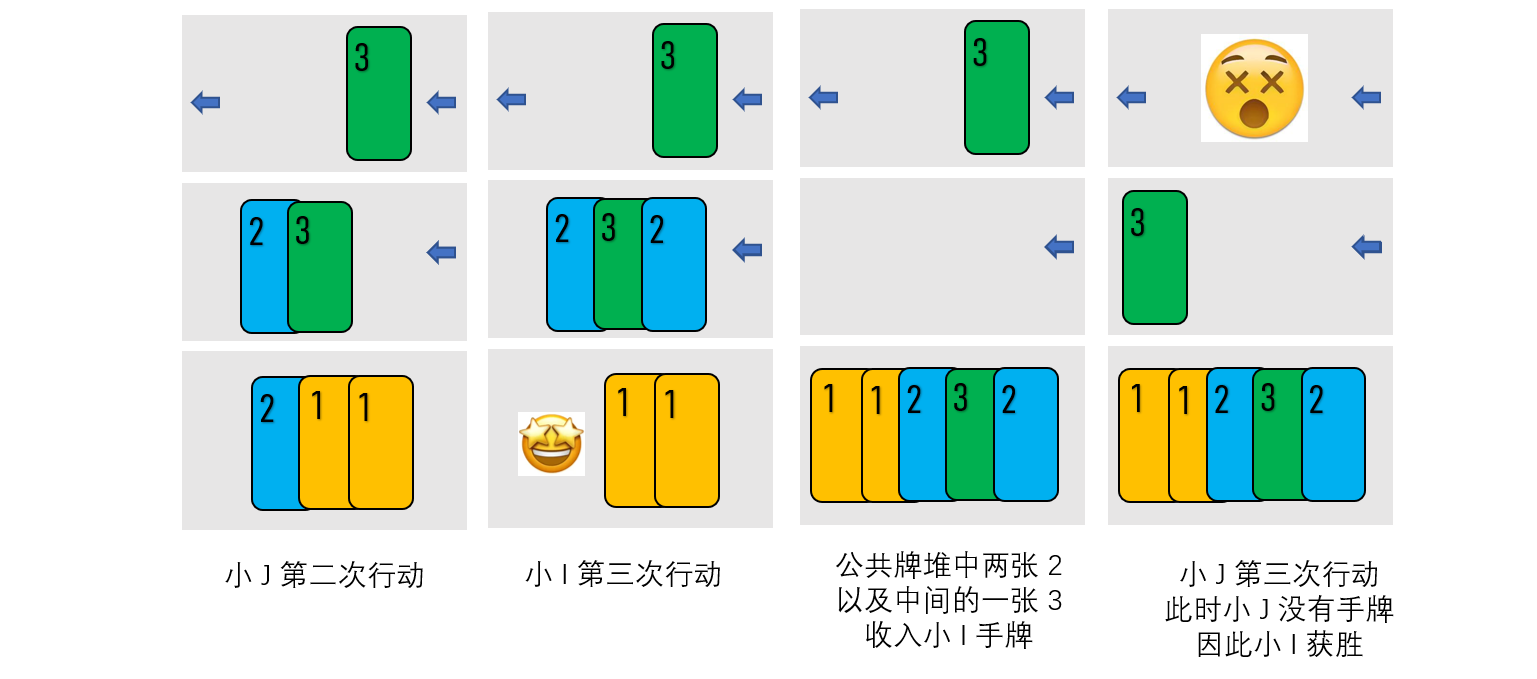 3
3
3
2 3
2 3 2
3
2 1 1
1 1
1 1 2 3 2
1 1 2 3 2
小 J 第二次行动
小 I 第三次行动
公共牌堆中两张 2
以及中间的一张 3
收入小 I 手牌
小 J 第三次行动
此时小 J 没有手牌
因此小 I 获胜